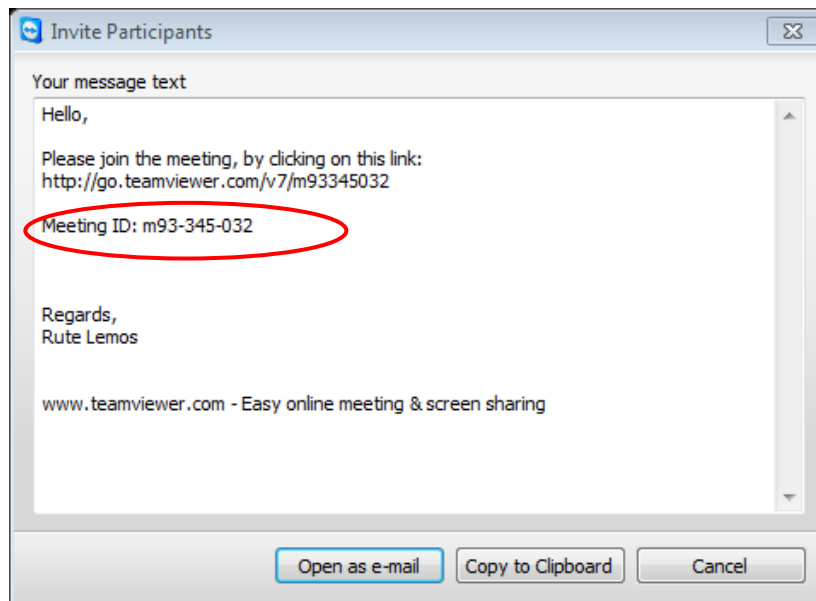 Invite Participants
Your message text
Hello,
Please join the meeting, by clicking on this link:
http://go.teamviewer.com/v7/m93345032
Meeting ID: m93-345-032
Regards,
Rute Lemos
www.teamviewer.com - Easy online meeting & screen sharing
Open as e-mail Copy to Clipboard Cancel